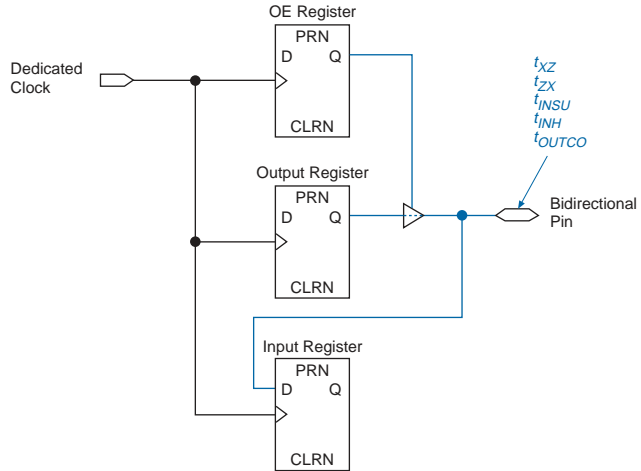 OE Register
PRN
D Q
CLRN
Dedicated
Clock
tXZ
tZX
tINSU
tINH
tOUTCO
Output Register
PRN
D Q
CLRN
Bidirectional
Pin
Input Register
PRN
D Q
CLRN